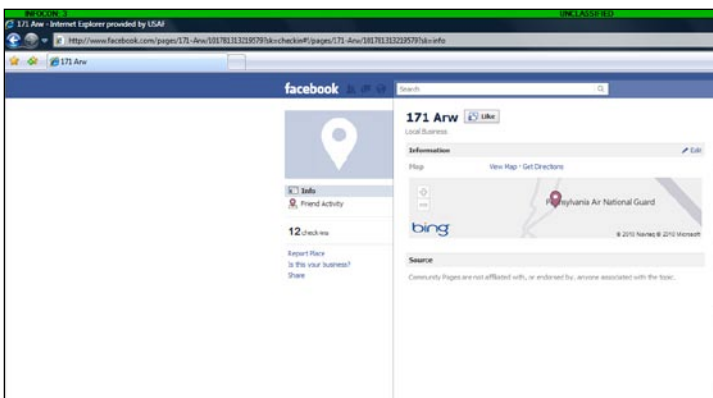 INFOCON: 3 UNCLASSIFIED
171 Arw - Internet Explorer provided by USAF
http://www.facebook.com/pages/171-Arw/101781313219579?sk=checkin#!/pages/171-Arw/101781313219579?sk=info
171 Arw
facebook Search
171 Arw Like
Local Business
Information Edit
Map View Map · Get Directions
Info
Friend Activity
Pennsylvania Air National Guard
12 check-ins
bing © 2010 Navteq © 2010 Microsoft
Report Place
Is this your business?
Share
Source
Community Pages are not affiliated with, or endorsed by, anyone associated with the topic.